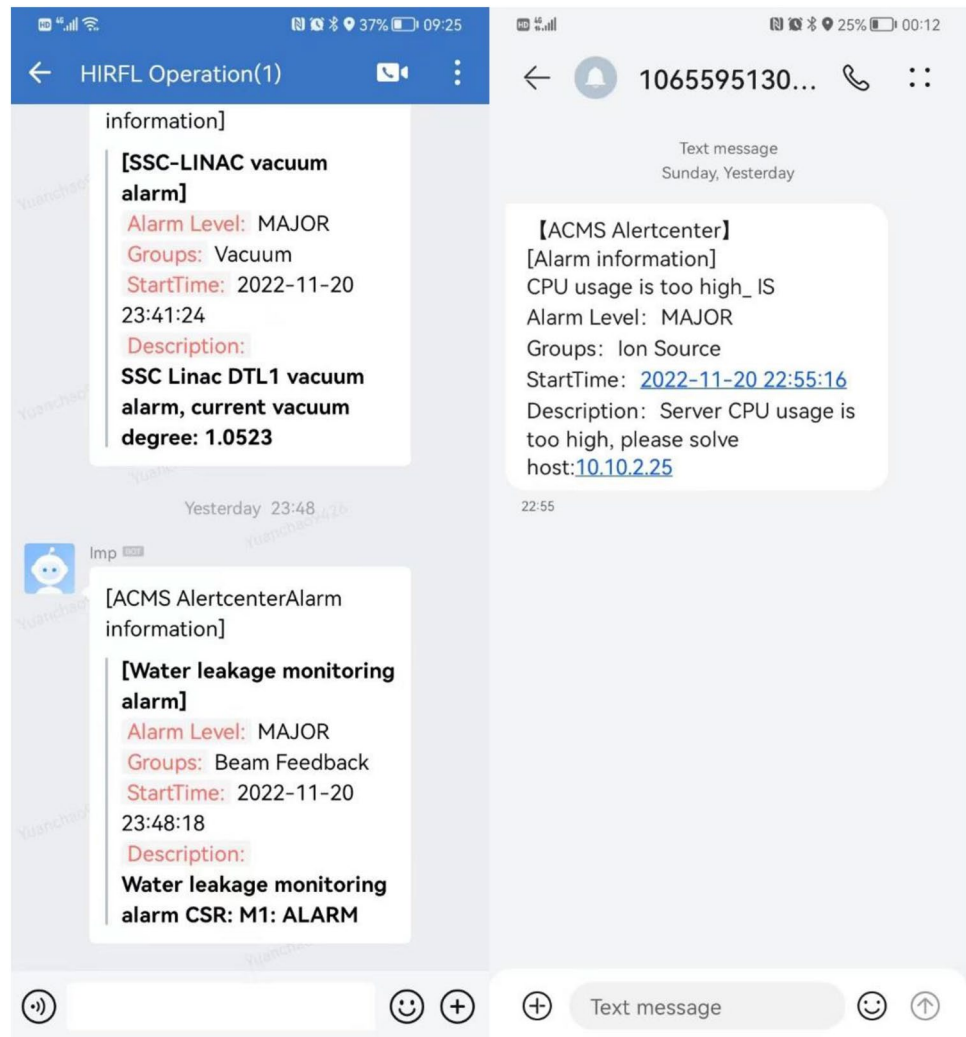 HD 4G 37% 09:25
HIRFL Operation(1)
information]
[SSC-LINAC vacuum
alarm]
Alarm Level: MAJOR
Groups: Vacuum
StartTime: 2022-11-20
23:41:24
Description:
SSC Linac DTL1 vacuum
alarm, current vacuum
degree: 1.0523
Yesterday 23:48
Imp BOT
[ACMS AlertcenterAlarm
information]
[Water leakage monitoring
alarm]
Alarm Level: MAJOR
Groups: Beam Feedback
StartTime: 2022-11-20
23:48:18
Description:
Water leakage monitoring
alarm CSR: M1: ALARM
HD 4G 25% 00:12
1065595130...
Text message
Sunday, Yesterday
【ACMS Alertcenter】
[Alarm information]
CPU usage is too high_ IS
Alarm Level: MAJOR
Groups: Ion Source
StartTime: 2022-11-20 22:55:16
Description: Server CPU usage is
too high, please solve
host:10.10.2.25
22:55
Text message